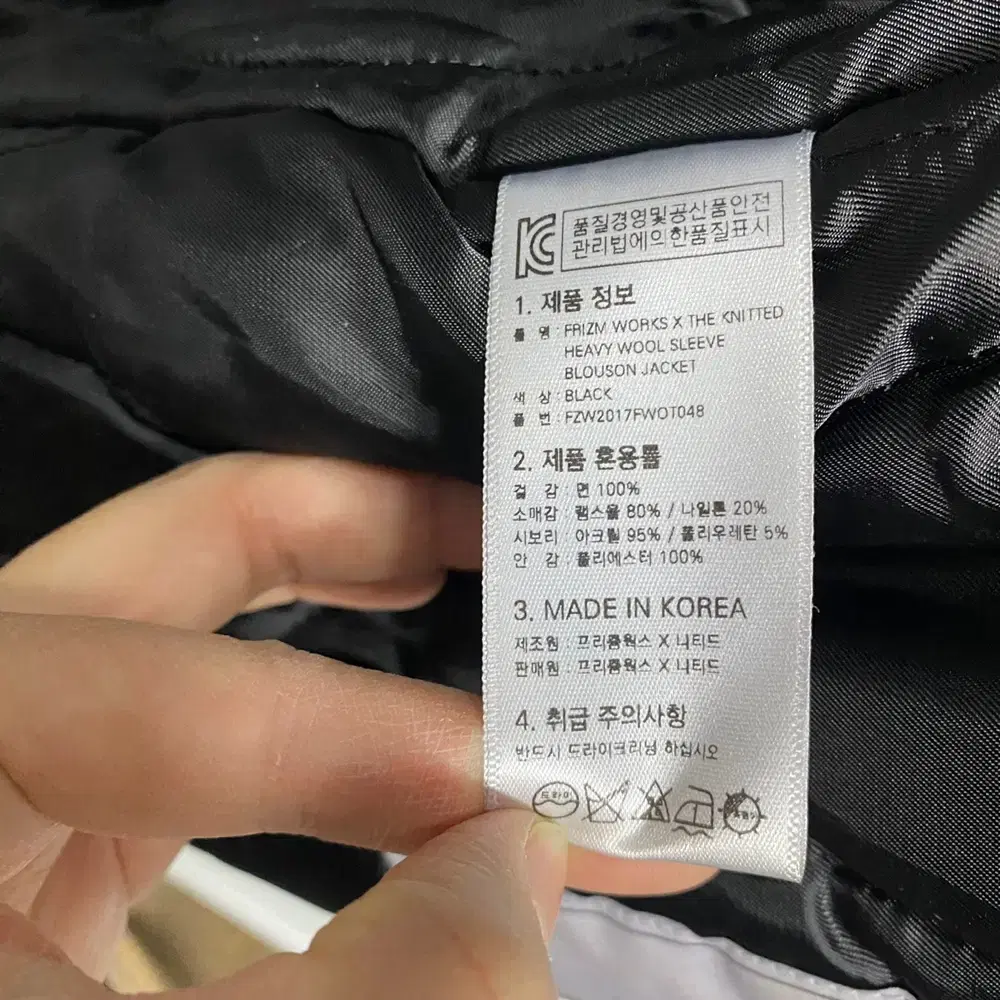 KC 품질경영및공산품안전
관리법에의한품질표시
1. 제품 정보
품 명 : FRIZM WORKS X THE KNITTED
HEAVY WOOL SLEEVE
BLOUSON JACKET
색 상 : BLACK
품 번 : FZW2017FWOT048
2. 제품 혼용률
겉 감 : 면 100%
소매감 : 램스울 80% / 나일론 20%
시보리 아크릴 95% / 폴리우레탄 5%
안 감 : 폴리에스터 100%
3. MADE IN KOREA
제조원 : 프리즘웍스 X 니티드
판매원 : 프리즘웍스 X 니티드
4. 취급 주의사항
반드시 드라이크리닝 하십시오
드라이